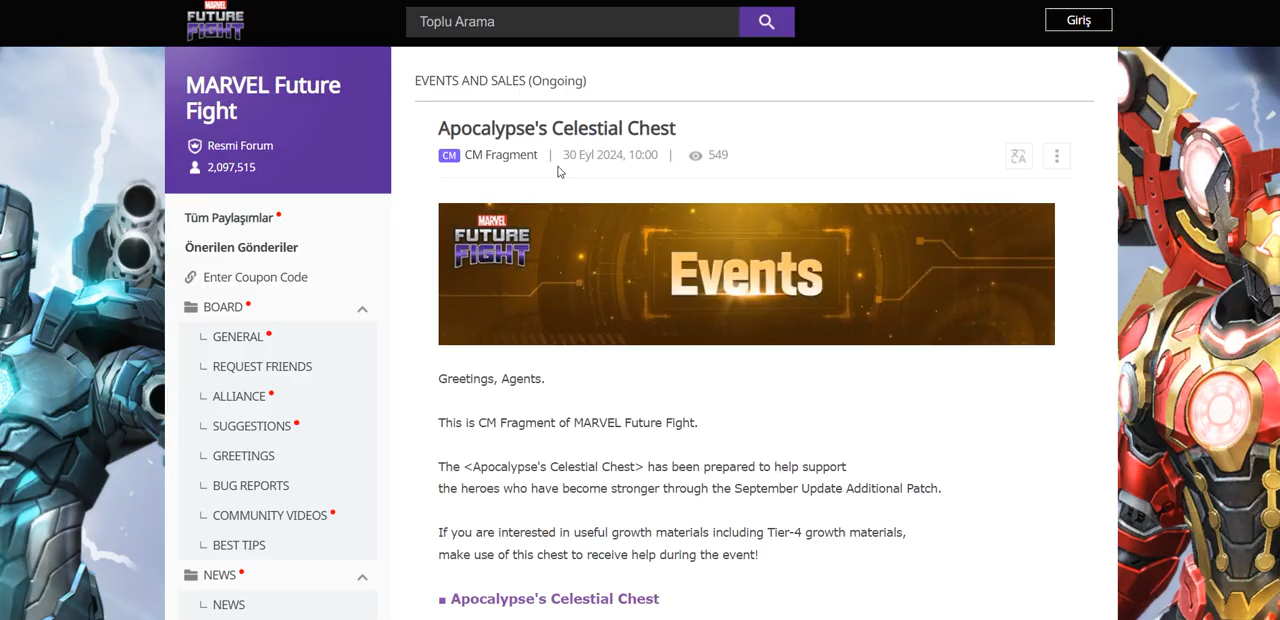 MARVEL
FUTURE
FIGHT
Toplu Arama
Giriş
MARVEL Future
Fight
Resmi Forum
2,097,515
Tüm Paylaşımlar
Önerilen Gönderiler
Enter Coupon Code
BOARD
GENERAL
REQUEST FRIENDS
ALLIANCE
SUGGESTIONS
GREETINGS
BUG REPORTS
COMMUNITY VIDEOS
BEST TIPS
NEWS
NEWS
EVENTS AND SALES (Ongoing)
Apocalypse's Celestial Chest
CM CM Fragment | 30 Eyl 2024, 10:00 | 549
MARVEL
FUTURE
FIGHT
Events
Greetings, Agents.
This is CM Fragment of MARVEL Future Fight.
The <Apocalypse's Celestial Chest> has been prepared to help support
the heroes who have become stronger through the September Update Additional Patch.
If you are interested in useful growth materials including Tier-4 growth materials,
make use of this chest to receive help during the event!
■ Apocalypse's Celestial Chest